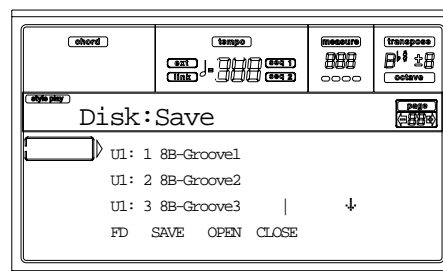 chord tempo measure transpose
ext seq 1
link seq 2
octave
style play page
Disk:Save
U1: 1 8B-Groove1
U1: 2 8B-Groove2
U1: 3 8B-Groove3
FD SAVE OPEN CLOSE